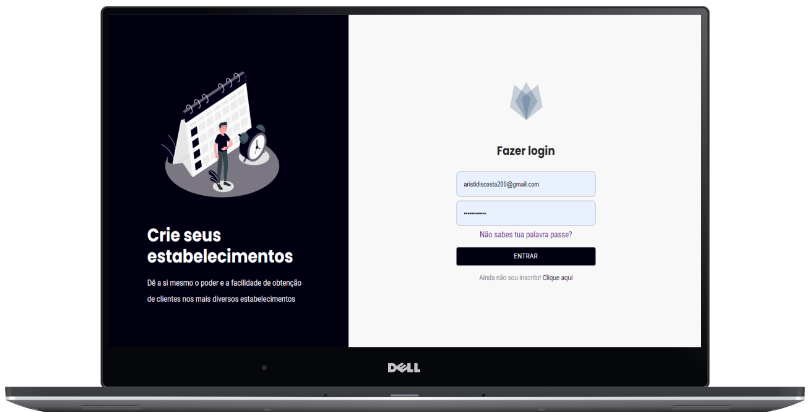 Crie seus
estabelecimentos
Dê a si mesmo o poder e a facilidade de obtenção
de clientes nos mais diversos estabelecimentos
Fazer login
aristidiscosta200@gmail.com
Não sabes tua palavra passe?
ENTRAR
Ainda não sou inscrito! Clique aqui
DELL